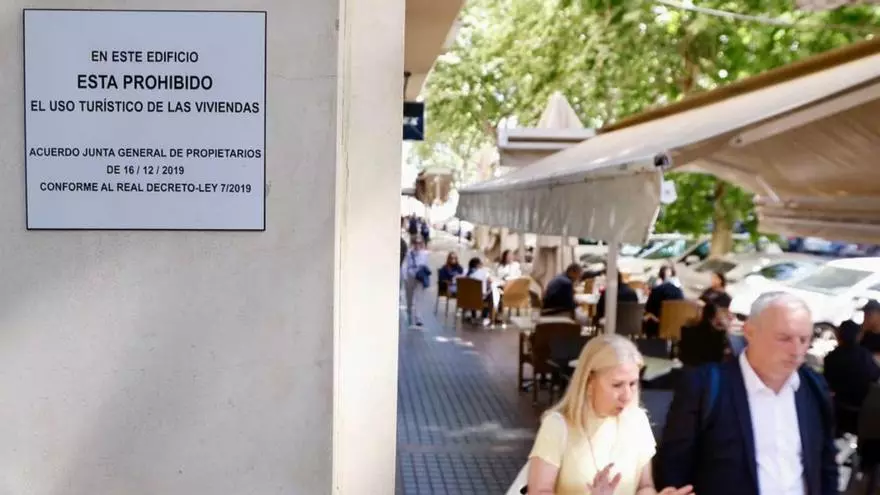 EN ESTE EDIFICIO
ESTA PROHIBIDO
EL USO TURÍSTICO DE LAS VIVIENDAS
ACUERDO JUNTA GENERAL DE PROPIETARIOS
DE 16 / 12 / 2019
CONFORME AL REAL DECRETO-LEY 7/2019